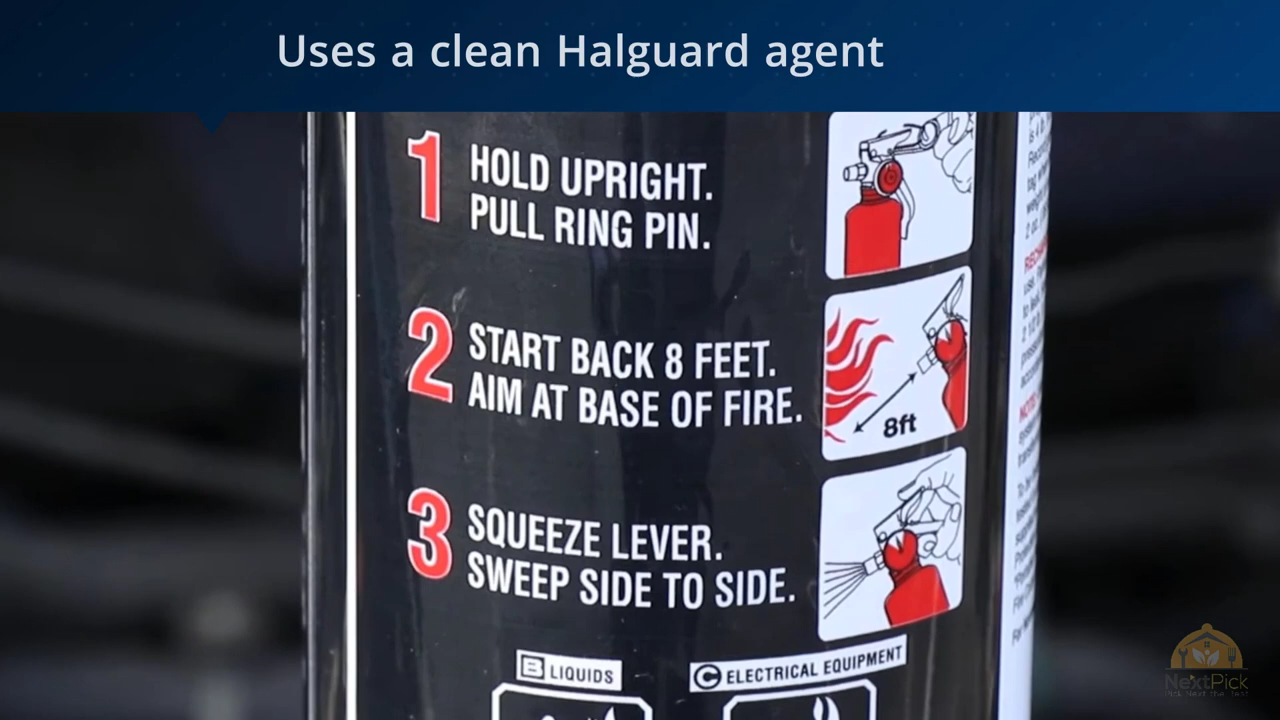 Uses a clean Halguard agent
1 HOLD UPRIGHT.
PULL RING PIN.
2 START BACK 8 FEET.
AIM AT BASE OF FIRE.
8ft
3 SQUEEZE LEVER.
SWEEP SIDE TO SIDE.
B LIQUIDS
C ELECTRICAL EQUIPMENT
NextPick